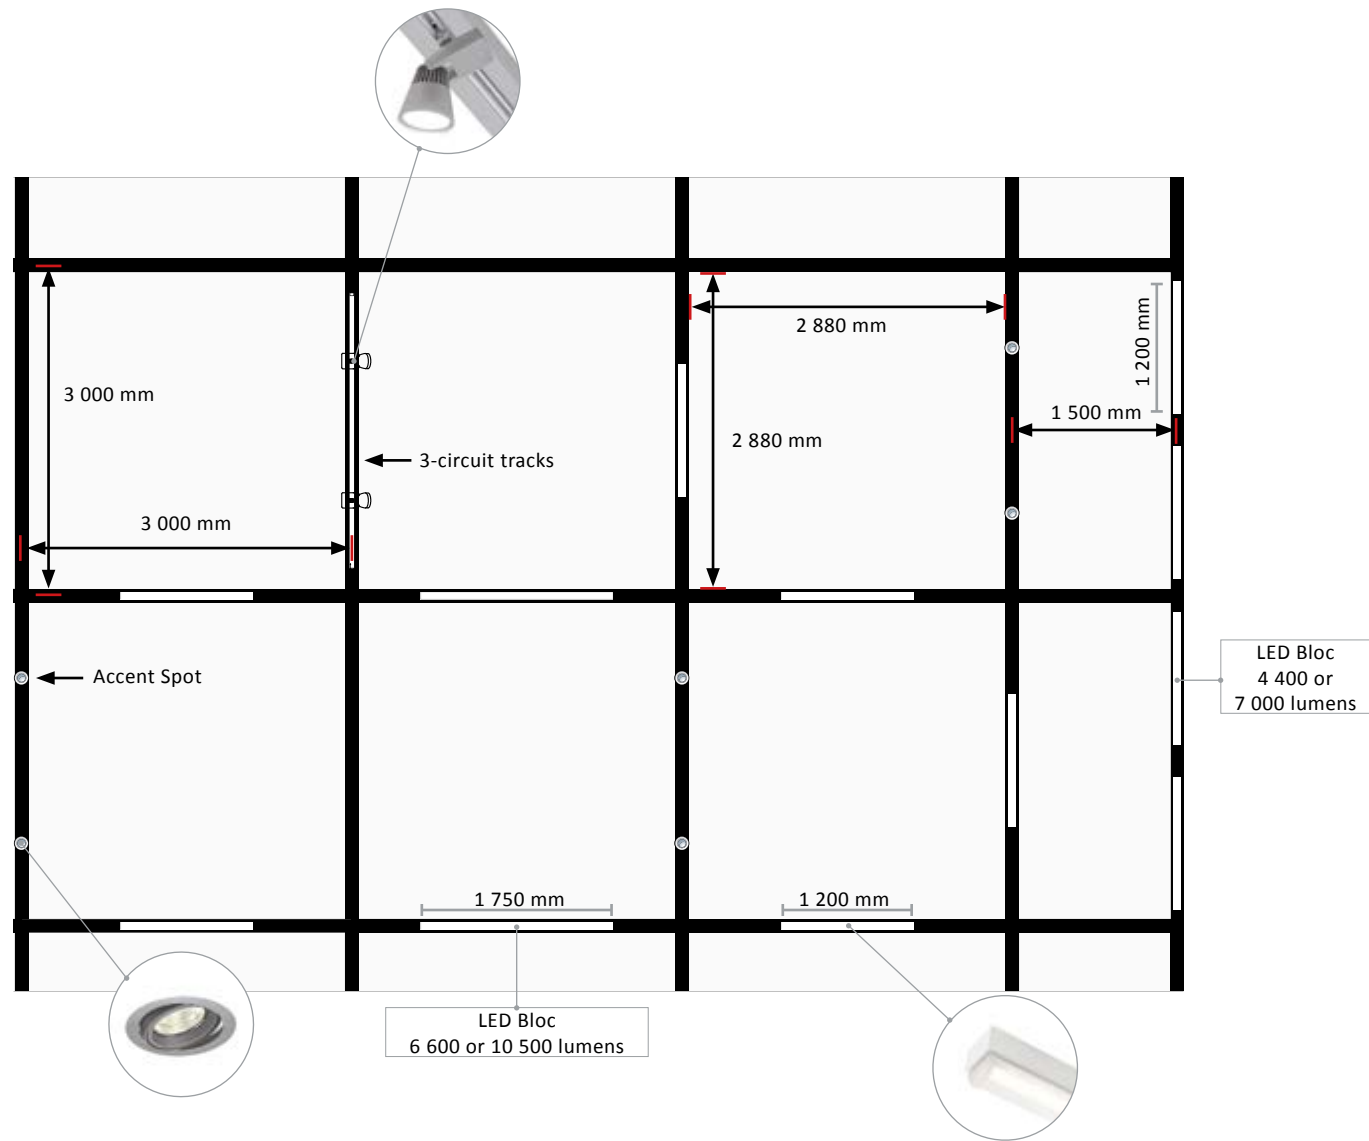 2 880 mm
1 200 mm
3 000 mm
1 500 mm
2 880 mm
3-circuit tracks
3 000 mm
Accent Spot
LED Bloc
4 400 or
7 000 lumens
1 750 mm
1 200 mm
LED Bloc
6 600 or 10 500 lumens